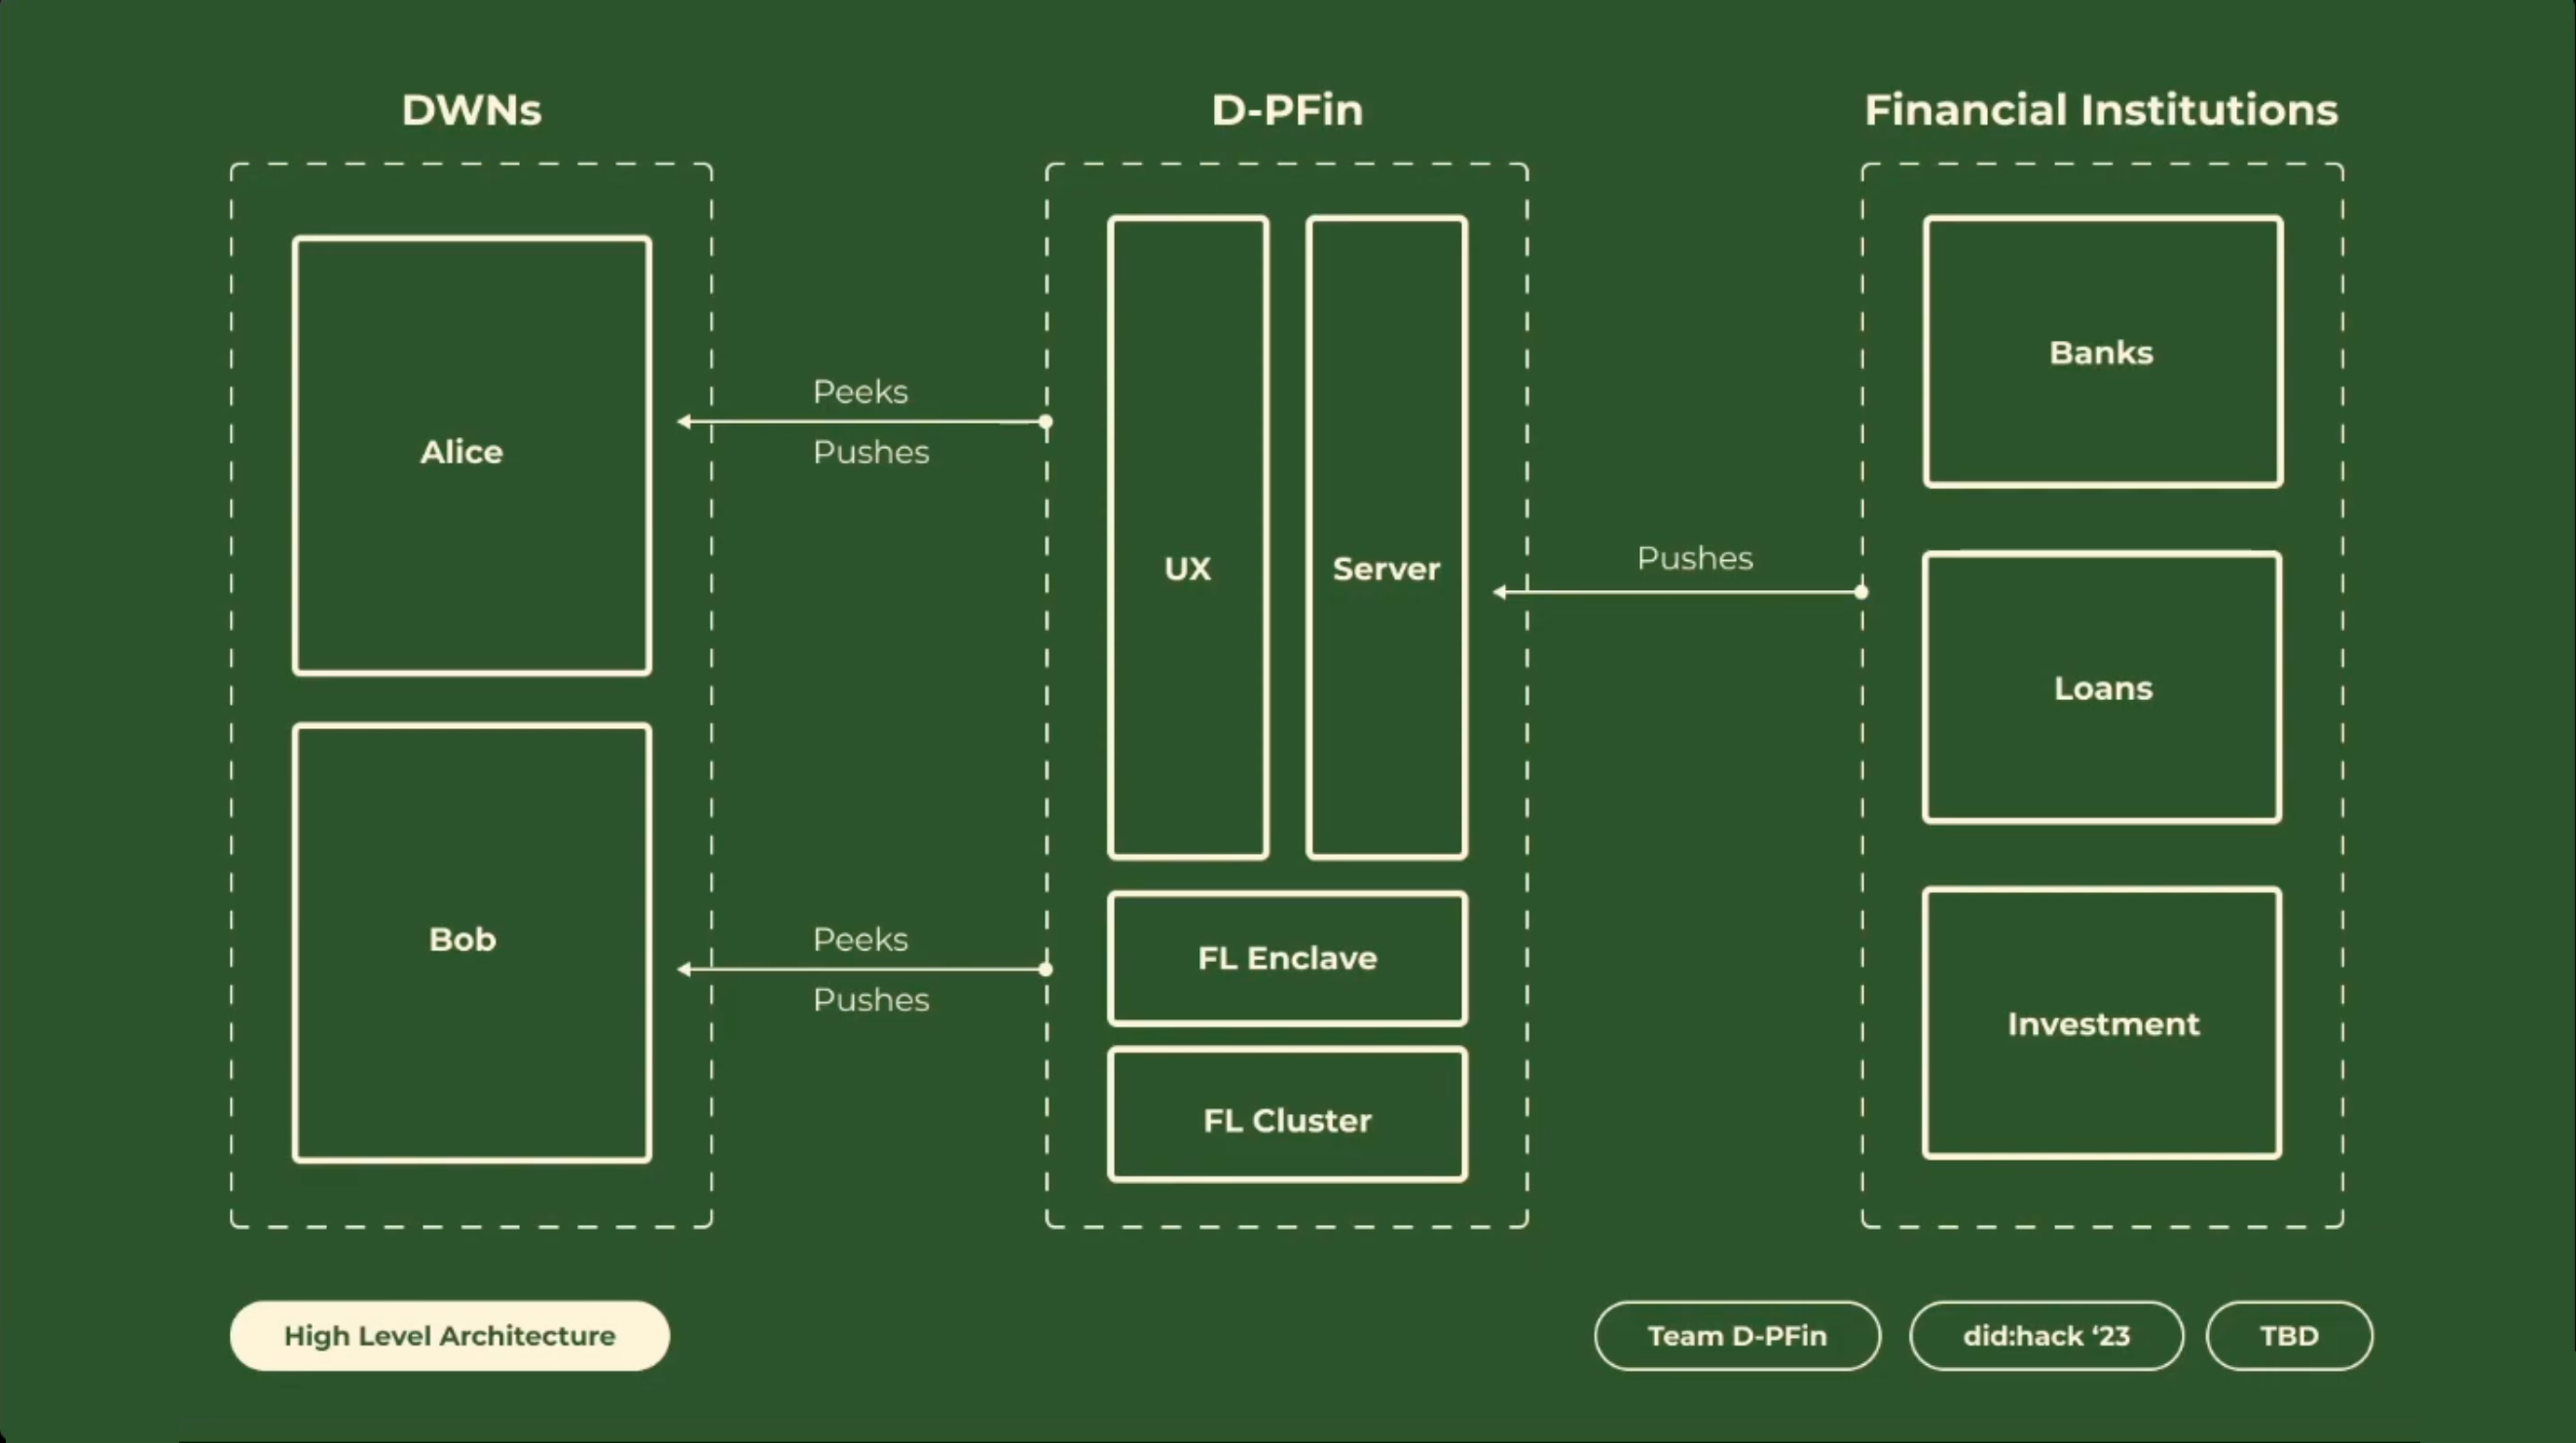 DWNs
D-PFin
Financial Institutions
Alice
Bob
Peeks
Pushes
Peeks
Pushes
UX
Server
FL Enclave
FL Cluster
Pushes
Banks
Loans
Investment
High Level Architecture
Team D-PFin
did:hack ‘23
TBD